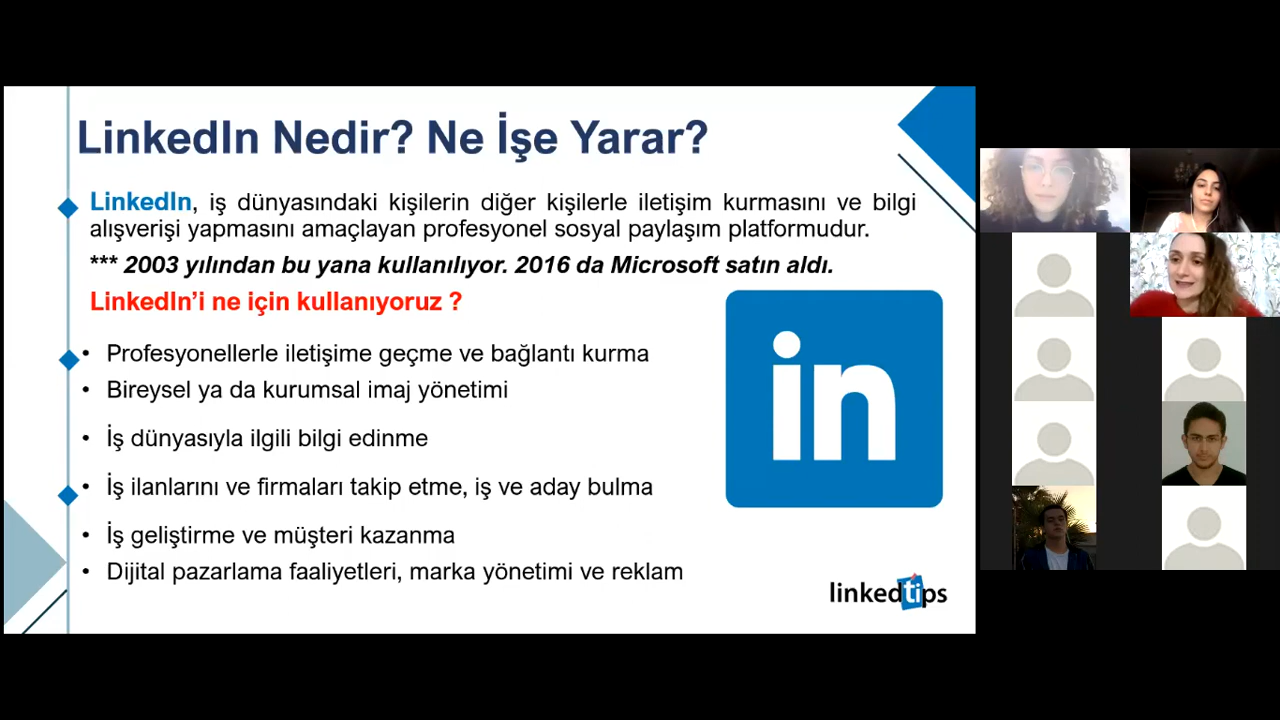 LinkedIn Nedir? Ne İşe Yarar?
LinkedIn, iş dünyasındaki kişilerin diğer kişilerle iletişim kurmasını ve bilgi
alışverişi yapmasını amaçlayan profesyonel sosyal paylaşım platformudur.
*** 2003 yılından bu yana kullanılıyor. 2016 da Microsoft satın aldı.
LinkedIn’i ne için kullanıyoruz ?
• Profesyonellerle iletişime geçme ve bağlantı kurma
• Bireysel ya da kurumsal imaj yönetimi
• İş dünyasıyla ilgili bilgi edinme
• İş ilanlarını ve firmaları takip etme, iş ve aday bulma
• İş geliştirme ve müşteri kazanma
• Dijital pazarlama faaliyetleri, marka yönetimi ve reklam
in
linkedtips